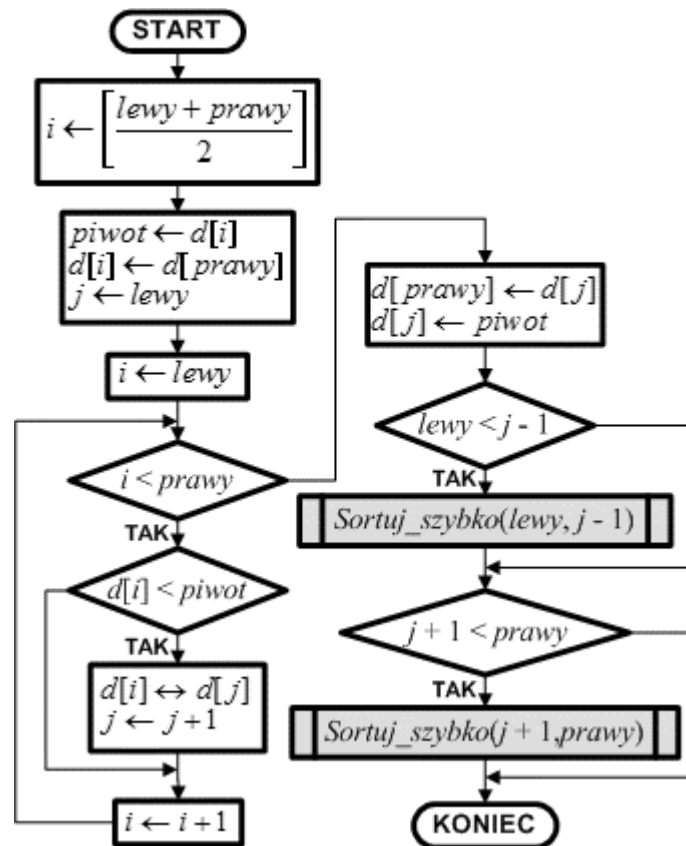 START
i ← [lewy + prawy / 2]
piwot ← d[i]
d[i] ← d[prawy]
j ← lewy
i ← lewy
i < prawy
TAK
d[i] < piwot
TAK
d[i] ↔ d[j]
j ← j + 1
i ← i + 1
d[prawy] ← d[j]
d[j] ← piwot
lewy < j - 1
TAK
Sortuj_szybko(lewy, j - 1)
j + 1 < prawy
TAK
Sortuj_szybko(j + 1,prawy)
KONIEC